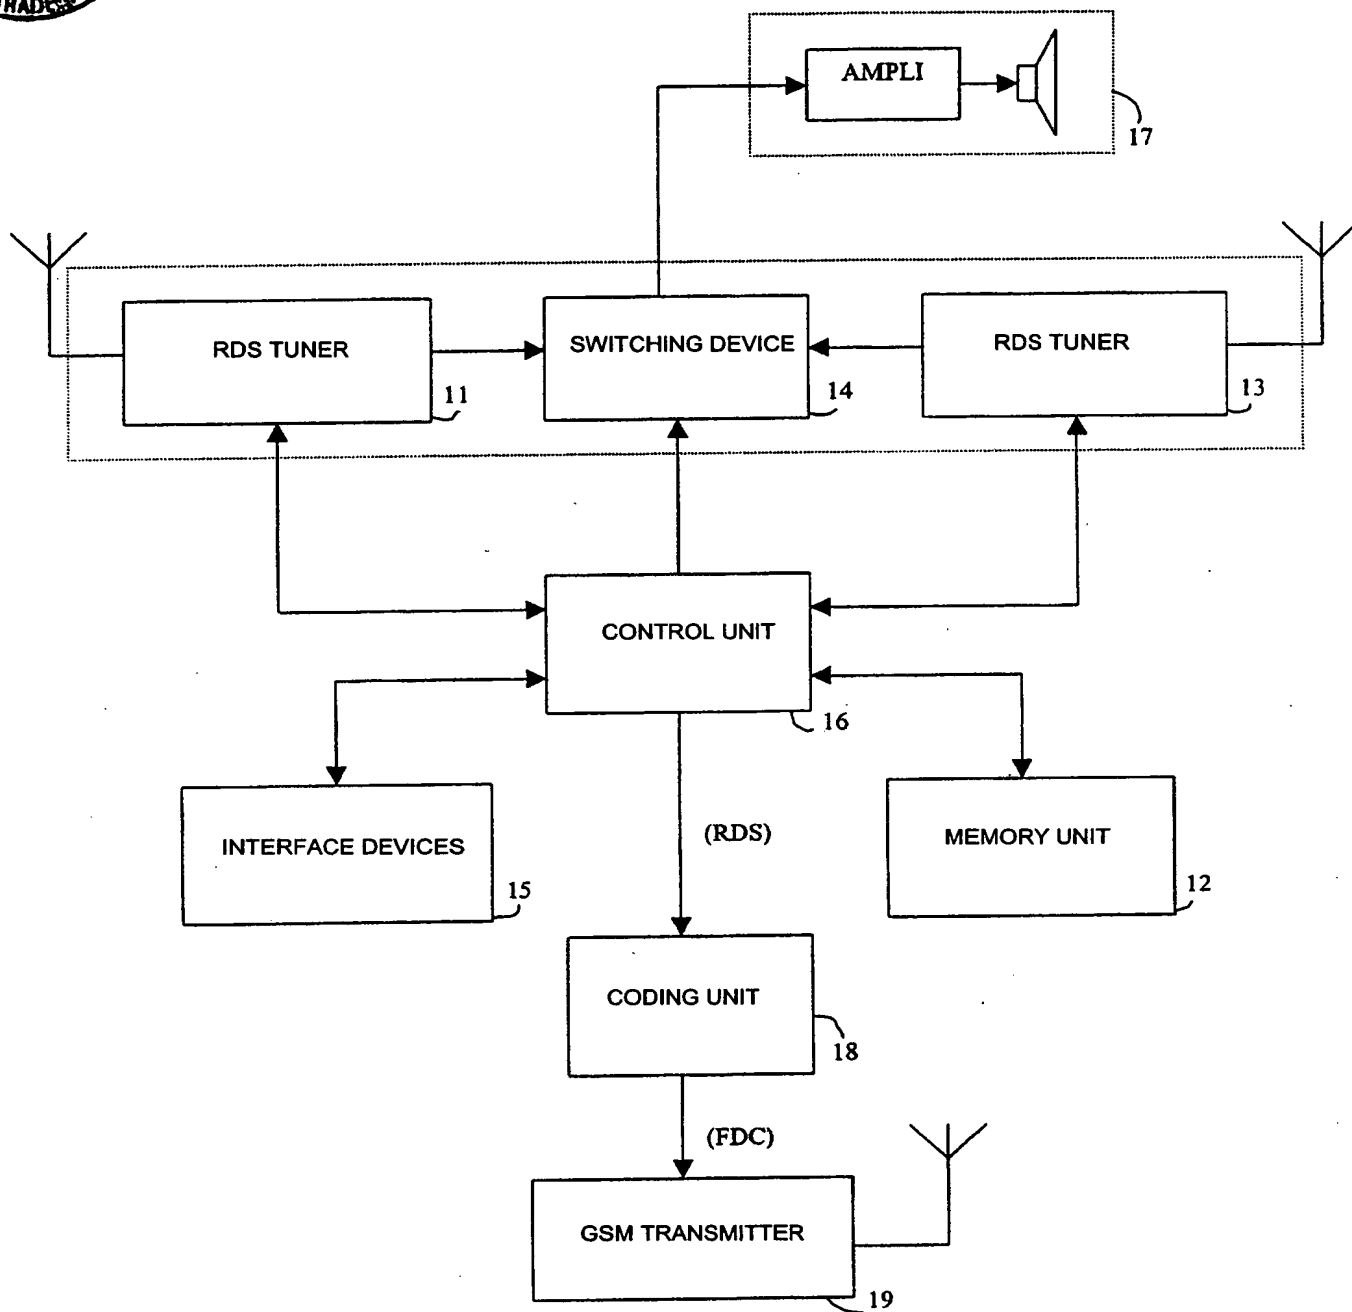 AMPLI
17
RDS TUNER
11
SWITCHING DEVICE
14
RDS TUNER
13
CONTROL UNIT
16
INTERFACE DEVICES
15
(RDS)
MEMORY UNIT
12
CODING UNIT
18
(FDC)
GSM TRANSMITTER
19